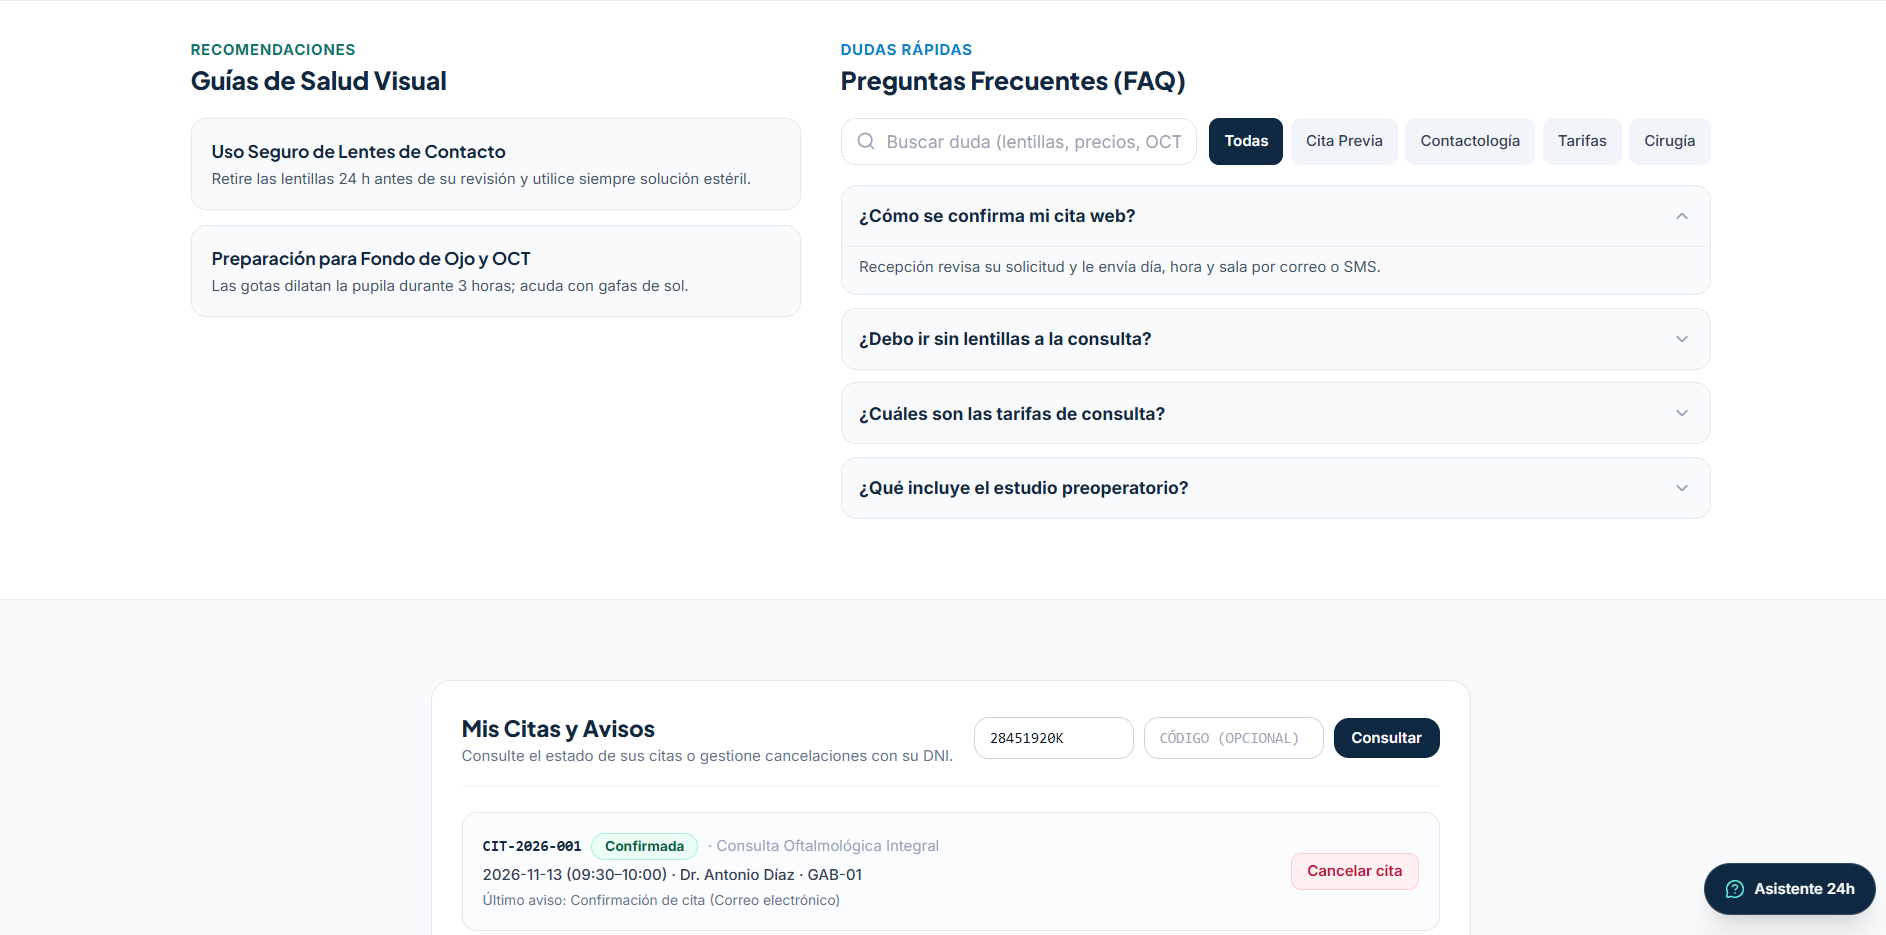 RECOMENDACIONES
Guías de Salud Visual
Uso Seguro de Lentes de Contacto
Retire las lentillas 24 h antes de su revisión y utilice siempre solución estéril.
Preparación para Fondo de Ojo y OCT
Las gotas dilatan la pupila durante 3 horas; acuda con gafas de sol.
DUDAS RÁPIDAS
Preguntas Frecuentes (FAQ)
Buscar duda (lentillas, precios, OCT
Todas
Cita Previa
Contactología
Tarifas
Cirugía
¿Cómo se confirma mi cita web?
Recepción revisa su solicitud y le envía día, hora y sala por correo o SMS.
¿Debo ir sin lentillas a la consulta?
¿Cuáles son las tarifas de consulta?
¿Qué incluye el estudio preoperatorio?
Mis Citas y Avisos
Consulte el estado de sus citas o gestione cancelaciones con su DNI.
28451920K
CÓDIGO (OPCIONAL)
Consultar
CIT-2026-001 Confirmada · Consulta Oftalmológica Integral
2026-11-13 (09:30–10:00) · Dr. Antonio Díaz · GAB-01
Último aviso: Confirmación de cita (Correo electrónico)
Cancelar cita
Asistente 24h